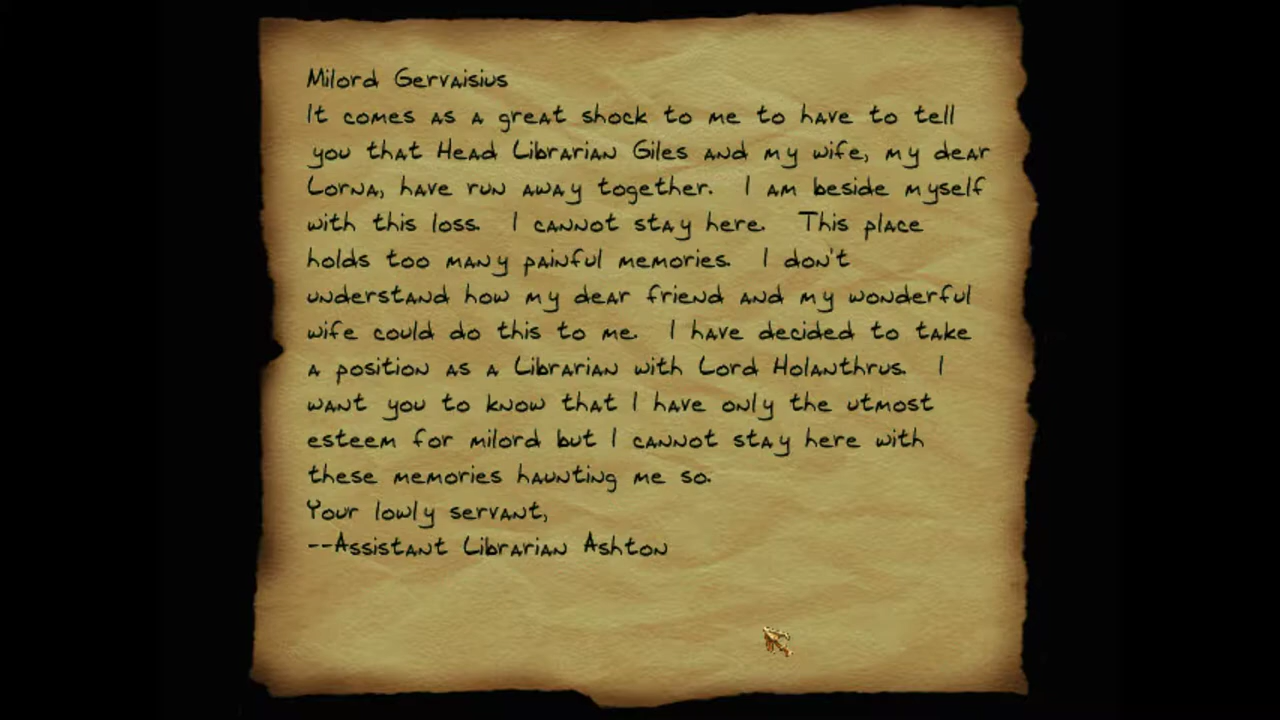 Milord Gervaisius
It comes as a great shock to me to have to tell
you that Head Librarian Giles and my wife, my dear
Lorna, have run away together.  I am beside myself
with this loss.  I cannot stay here.  This place
holds too many painful memories.  I don't
understand how my dear friend and my wonderful
wife could do this to me.  I have decided to take
a position as a Librarian with Lord Holanthrus.  I
want you to know that I have only the utmost
esteem for milord but I cannot stay here with
these memories haunting me so.
Your lowly servant,
--Assistant Librarian Ashton